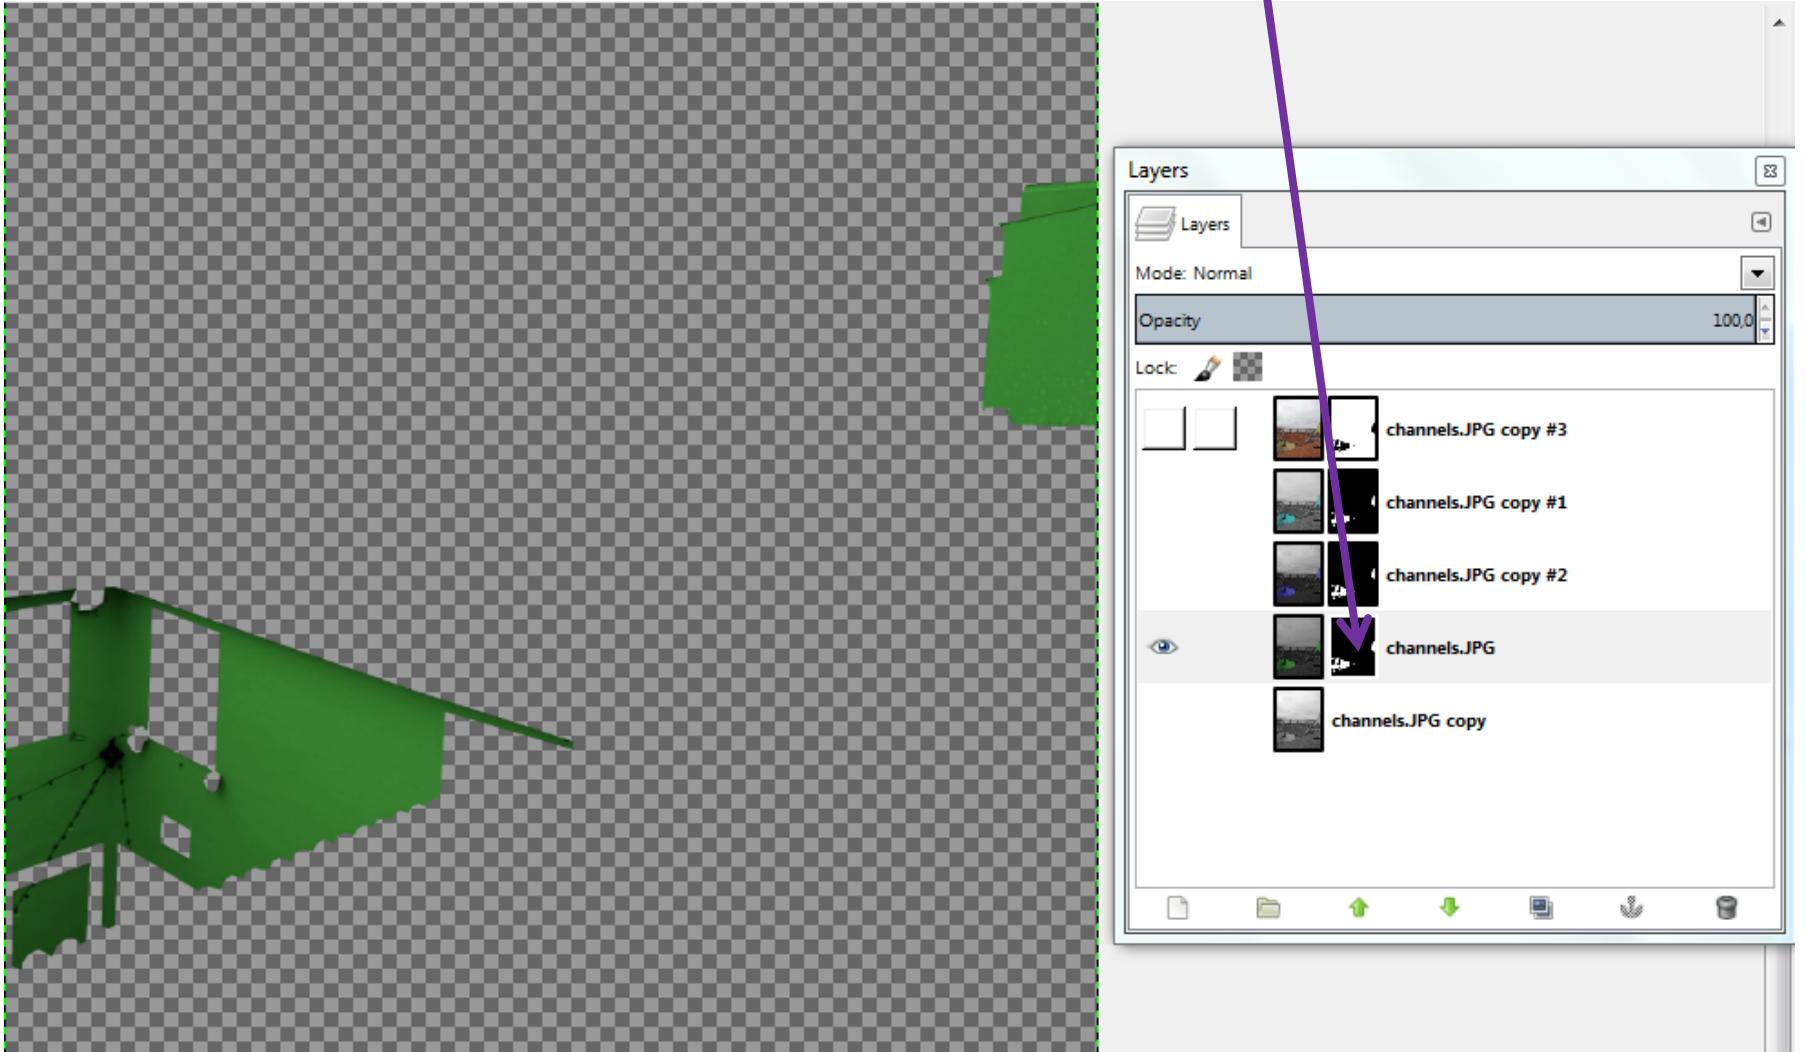 Layers
Layers
Mode: Normal
Opacity 100,0
Lock:
channels.JPG copy #3
channels.JPG copy #1
channels.JPG copy #2
channels.JPG
channels.JPG copy